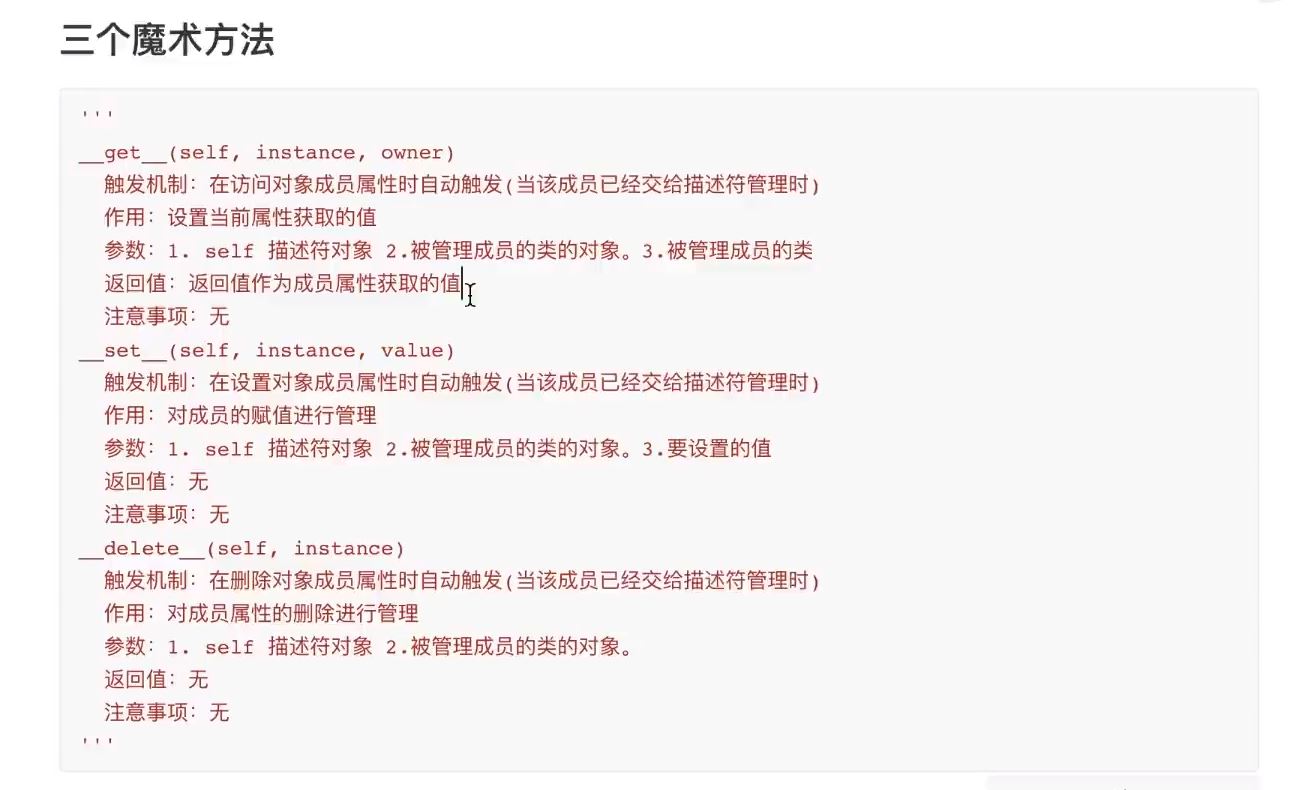 三个魔术方法
'''
__get__(self, instance, owner)
触发机制：在访问对象成员属性时自动触发(当该成员已经交给描述符管理时)
作用：设置当前属性获取的值
参数：1. self 描述符对象 2.被管理成员的类的对象。3.被管理成员的类
返回值：返回值作为成员属性获取的值
注意事项：无
__set__(self, instance, value)
触发机制：在设置对象成员属性时自动触发(当该成员已经交给描述符管理时)
作用：对成员的赋值进行管理
参数：1. self 描述符对象 2.被管理成员的类的对象。3.要设置的值
返回值：无
注意事项：无
__delete__(self, instance)
触发机制：在删除对象成员属性时自动触发(当该成员已经交给描述符管理时)
作用：对成员属性的删除进行管理
参数：1. self 描述符对象 2.被管理成员的类的对象。
返回值：无
注意事项：无
'''